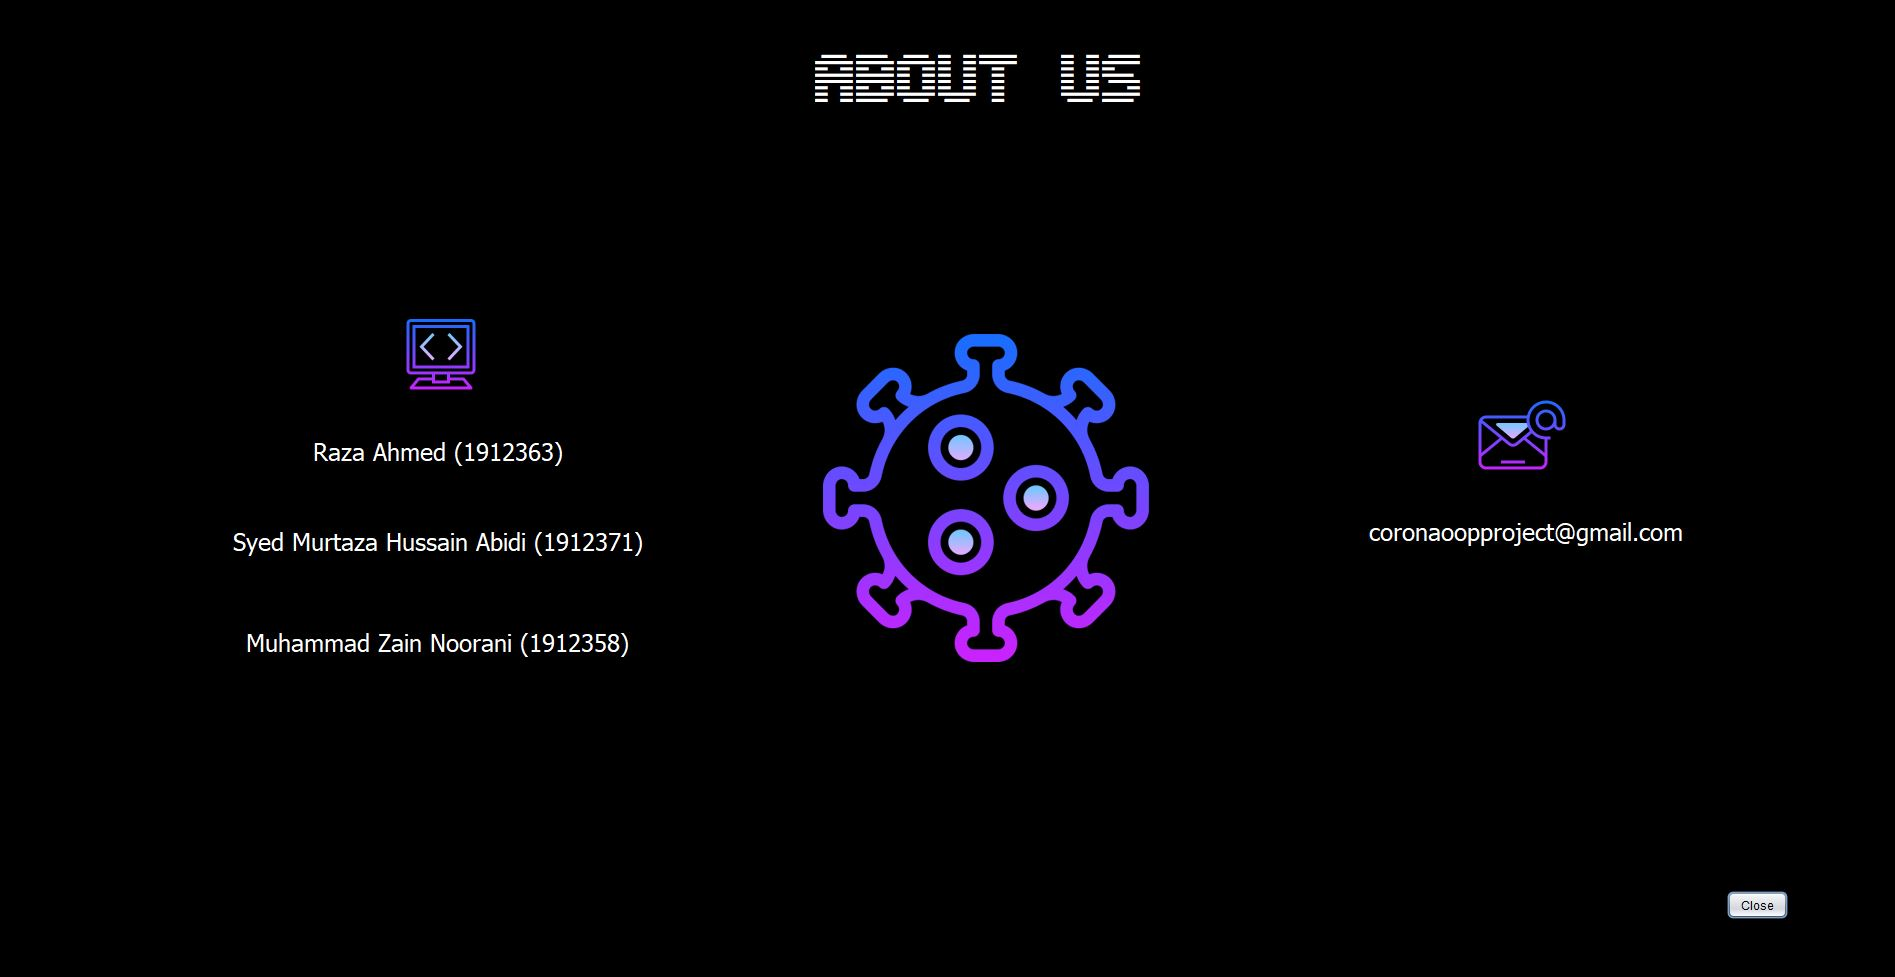 ABOUT US
Raza Ahmed (1912363)
Syed Murtaza Hussain Abidi (1912371)
Muhammad Zain Noorani (1912358)
coronaoopproject@gmail.com
Close